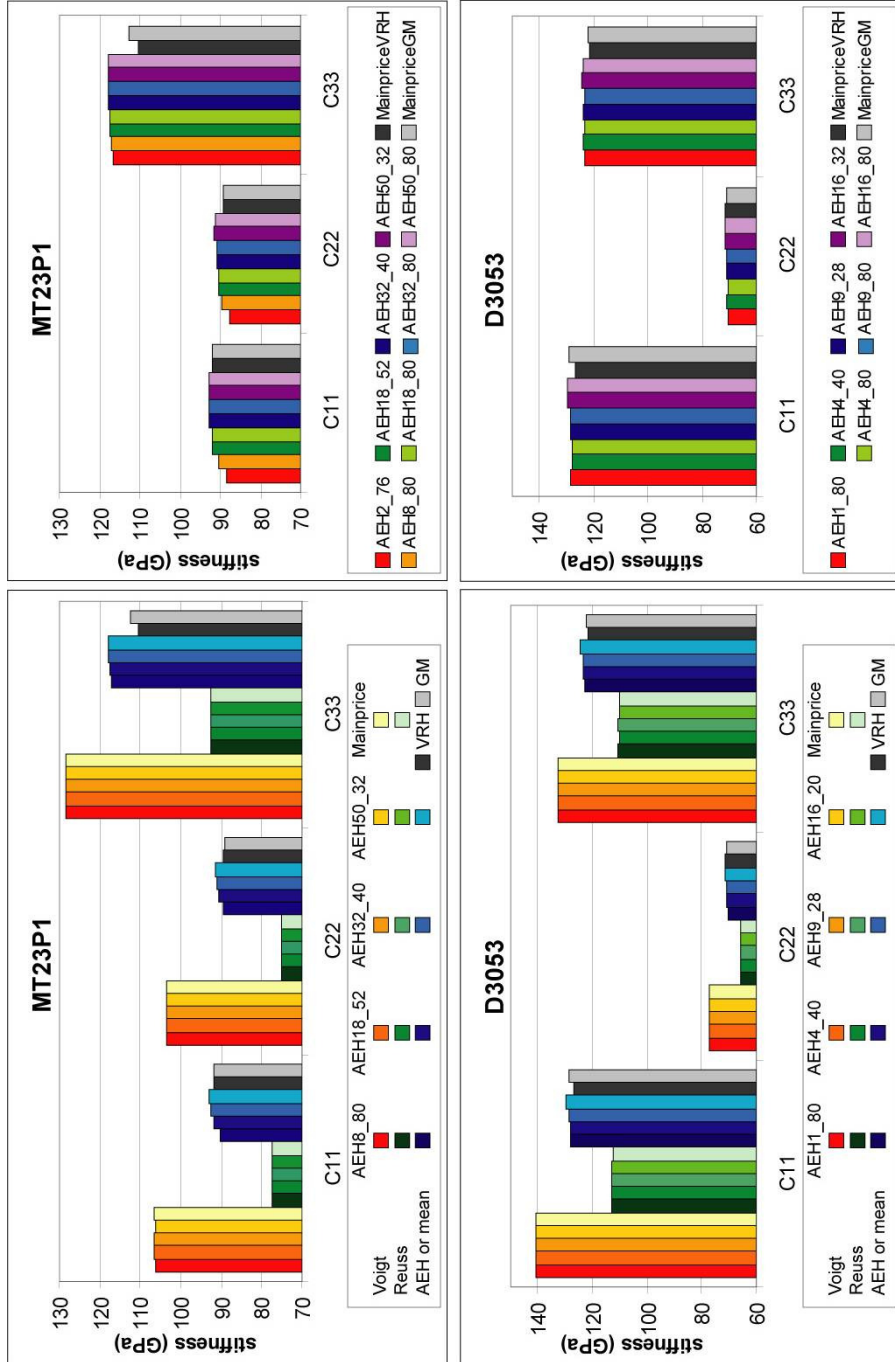 MT23P1
stiffness (GPa)
130
120
110
100
90
80
70
C11 C22 C33
AEH8_80 AEH18_52 AEH32_40 AEH50_32 Mainprice
Voigt
Reuss
AEH or mean VRH GM
MT23P1
stiffness (GPa)
130
120
110
100
90
80
70
C11 C22 C33
AEH2_76 AEH18_52 AEH32_40 AEH50_32 MainpriceVRH
AEH8_80 AEH18_80 AEH32_80 AEH50_80 MainpriceGM
D3053
stiffness (GPa)
140
120
100
80
60
C11 C22 C33
AEH1_80 AEH4_40 AEH9_28 AEH16_20 Mainprice
Voigt
Reuss
AEH or mean VRH GM
D3053
stiffness (GPa)
140
120
100
80
60
C11 C22 C33
AEH1_80 AEH4_40 AEH9_28 AEH16_32 MainpriceVRH
AEH4_80 AEH9_80 AEH16_80 MainpriceGM